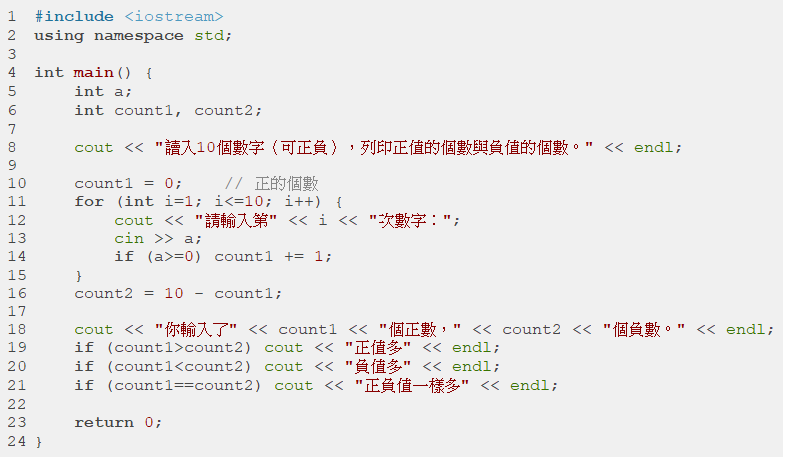 1 #include <iostream>
2 using namespace std;
3
4 int main() {
5     int a;
6     int count1, count2;
7
8     cout << "讀入10個數字（可正負），列印正值的個數與負值的個數。" << endl;
9
10     count1 = 0;    // 正的個數
11     for (int i=1; i<=10; i++) {
12         cout << "請輸入第" << i << "次數字：";
13         cin >> a;
14         if (a>=0) count1 += 1;
15     }
16     count2 = 10 - count1;
17
18     cout << "你輸入了" << count1 << "個正數，" << count2 << "個負數。" << endl;
19     if (count1>count2) cout << "正值多" << endl;
20     if (count1<count2) cout << "負值多" << endl;
21     if (count1==count2) cout << "正負值一樣多" << endl;
22
23     return 0;
24 }